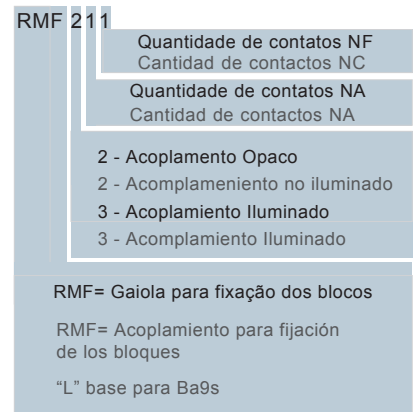 RMF 211
Quantidade de contatos NF
Cantidad de contactos NC
Quantidade de contatos NA
Cantidad de contactos NA
2 - Acoplamento Opaco
2 - Acomplameniento no iluminado
3 - Acoplamiento Iluminado
3 - Acomplamiento Iluminado
RMF= Gaiola para fixação dos blocos
RMF= Acoplamiento para fijación
de los bloques
“L” base para Ba9s